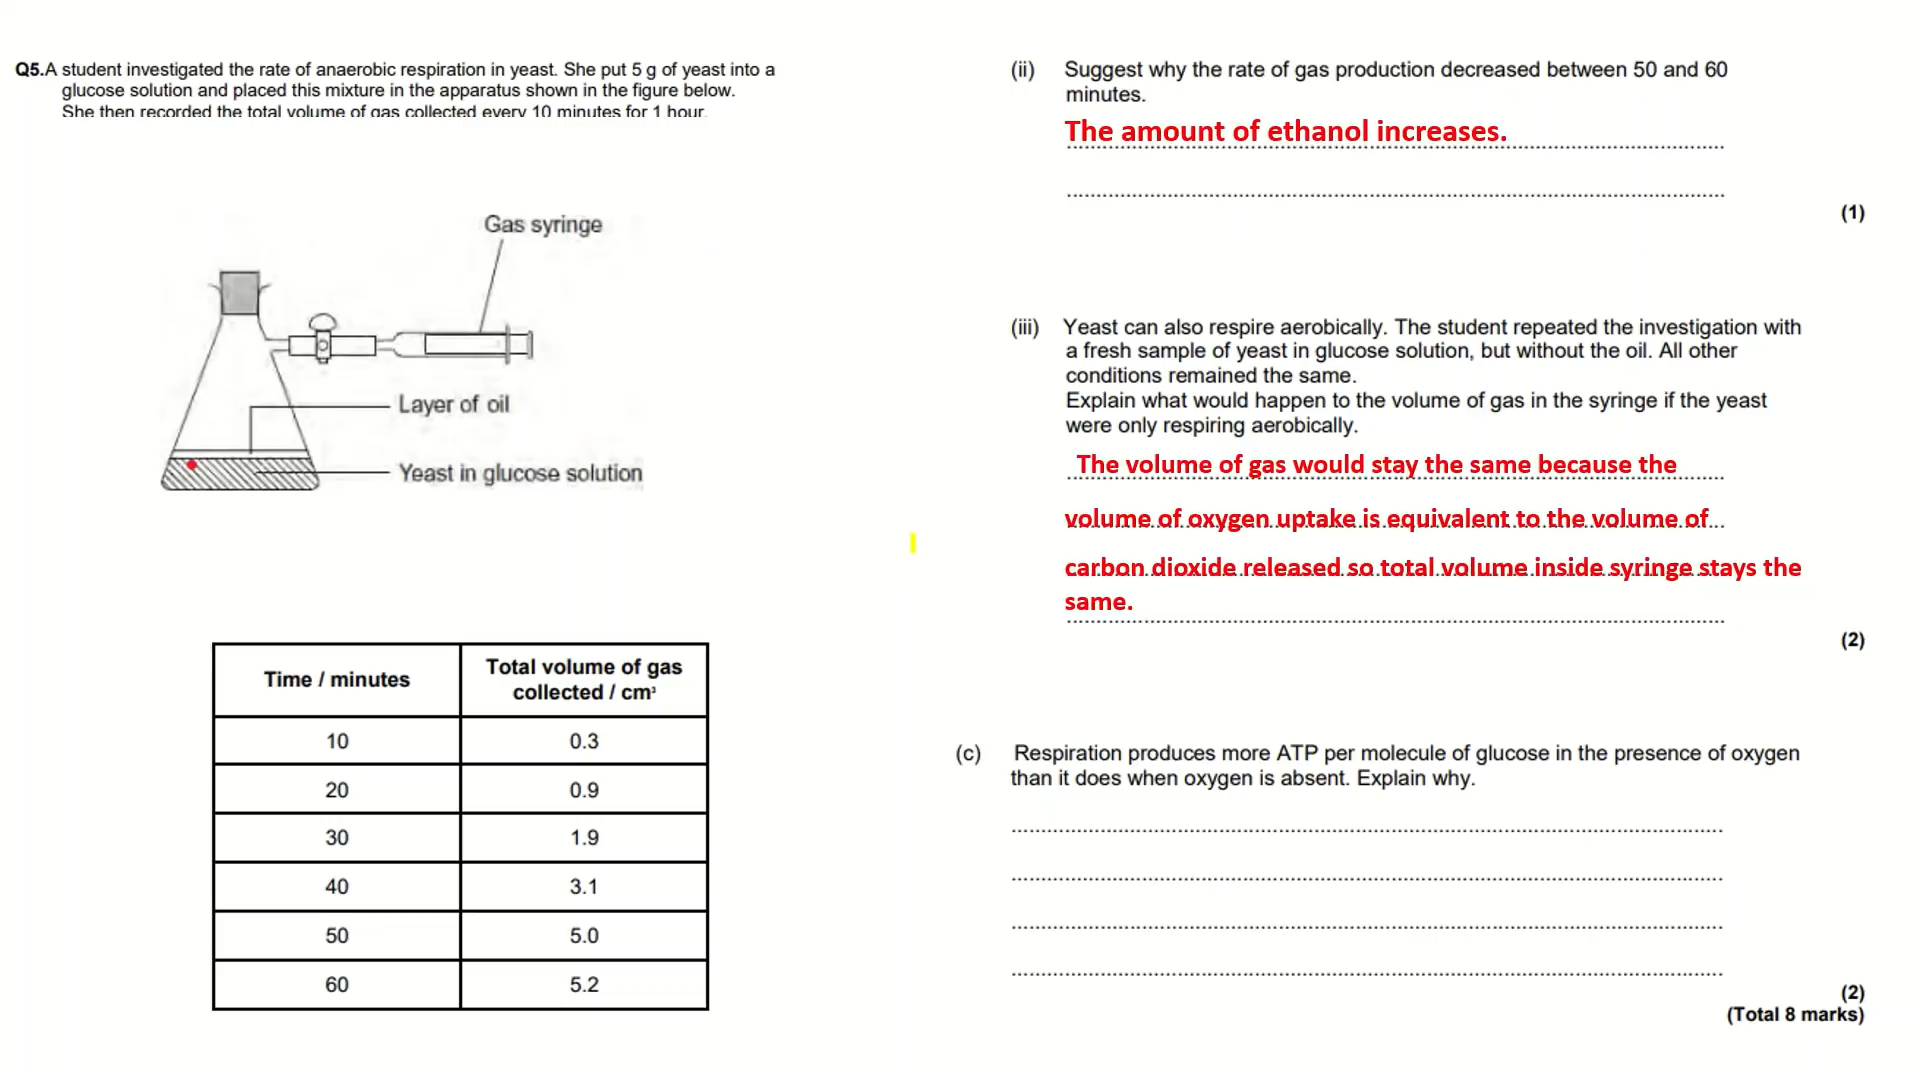 Q5.A student investigated the rate of anaerobic respiration in yeast. She put 5 g of yeast into a
glucose solution and placed this mixture in the apparatus shown in the figure below.
She then recorded the total volume of gas collected every 10 minutes for 1 hour.
Gas syringe
Layer of oil
Yeast in glucose solution
Time / minutes
Total volume of gas
collected / cm³
10 0.3
20 0.9
30 1.9
40 3.1
50 5.0
60 5.2
(ii) Suggest why the rate of gas production decreased between 50 and 60
minutes.
The amount of ethanol increases.
(1)
(iii) Yeast can also respire aerobically. The student repeated the investigation with
a fresh sample of yeast in glucose solution, but without the oil. All other
conditions remained the same.
Explain what would happen to the volume of gas in the syringe if the yeast
were only respiring aerobically.
The volume of gas would stay the same because the
volume of oxygen uptake is equivalent to the volume of
carbon dioxide released so total volume inside syringe stays the
same.
(2)
(c) Respiration produces more ATP per molecule of glucose in the presence of oxygen
than it does when oxygen is absent. Explain why.
(2)
(Total 8 marks)